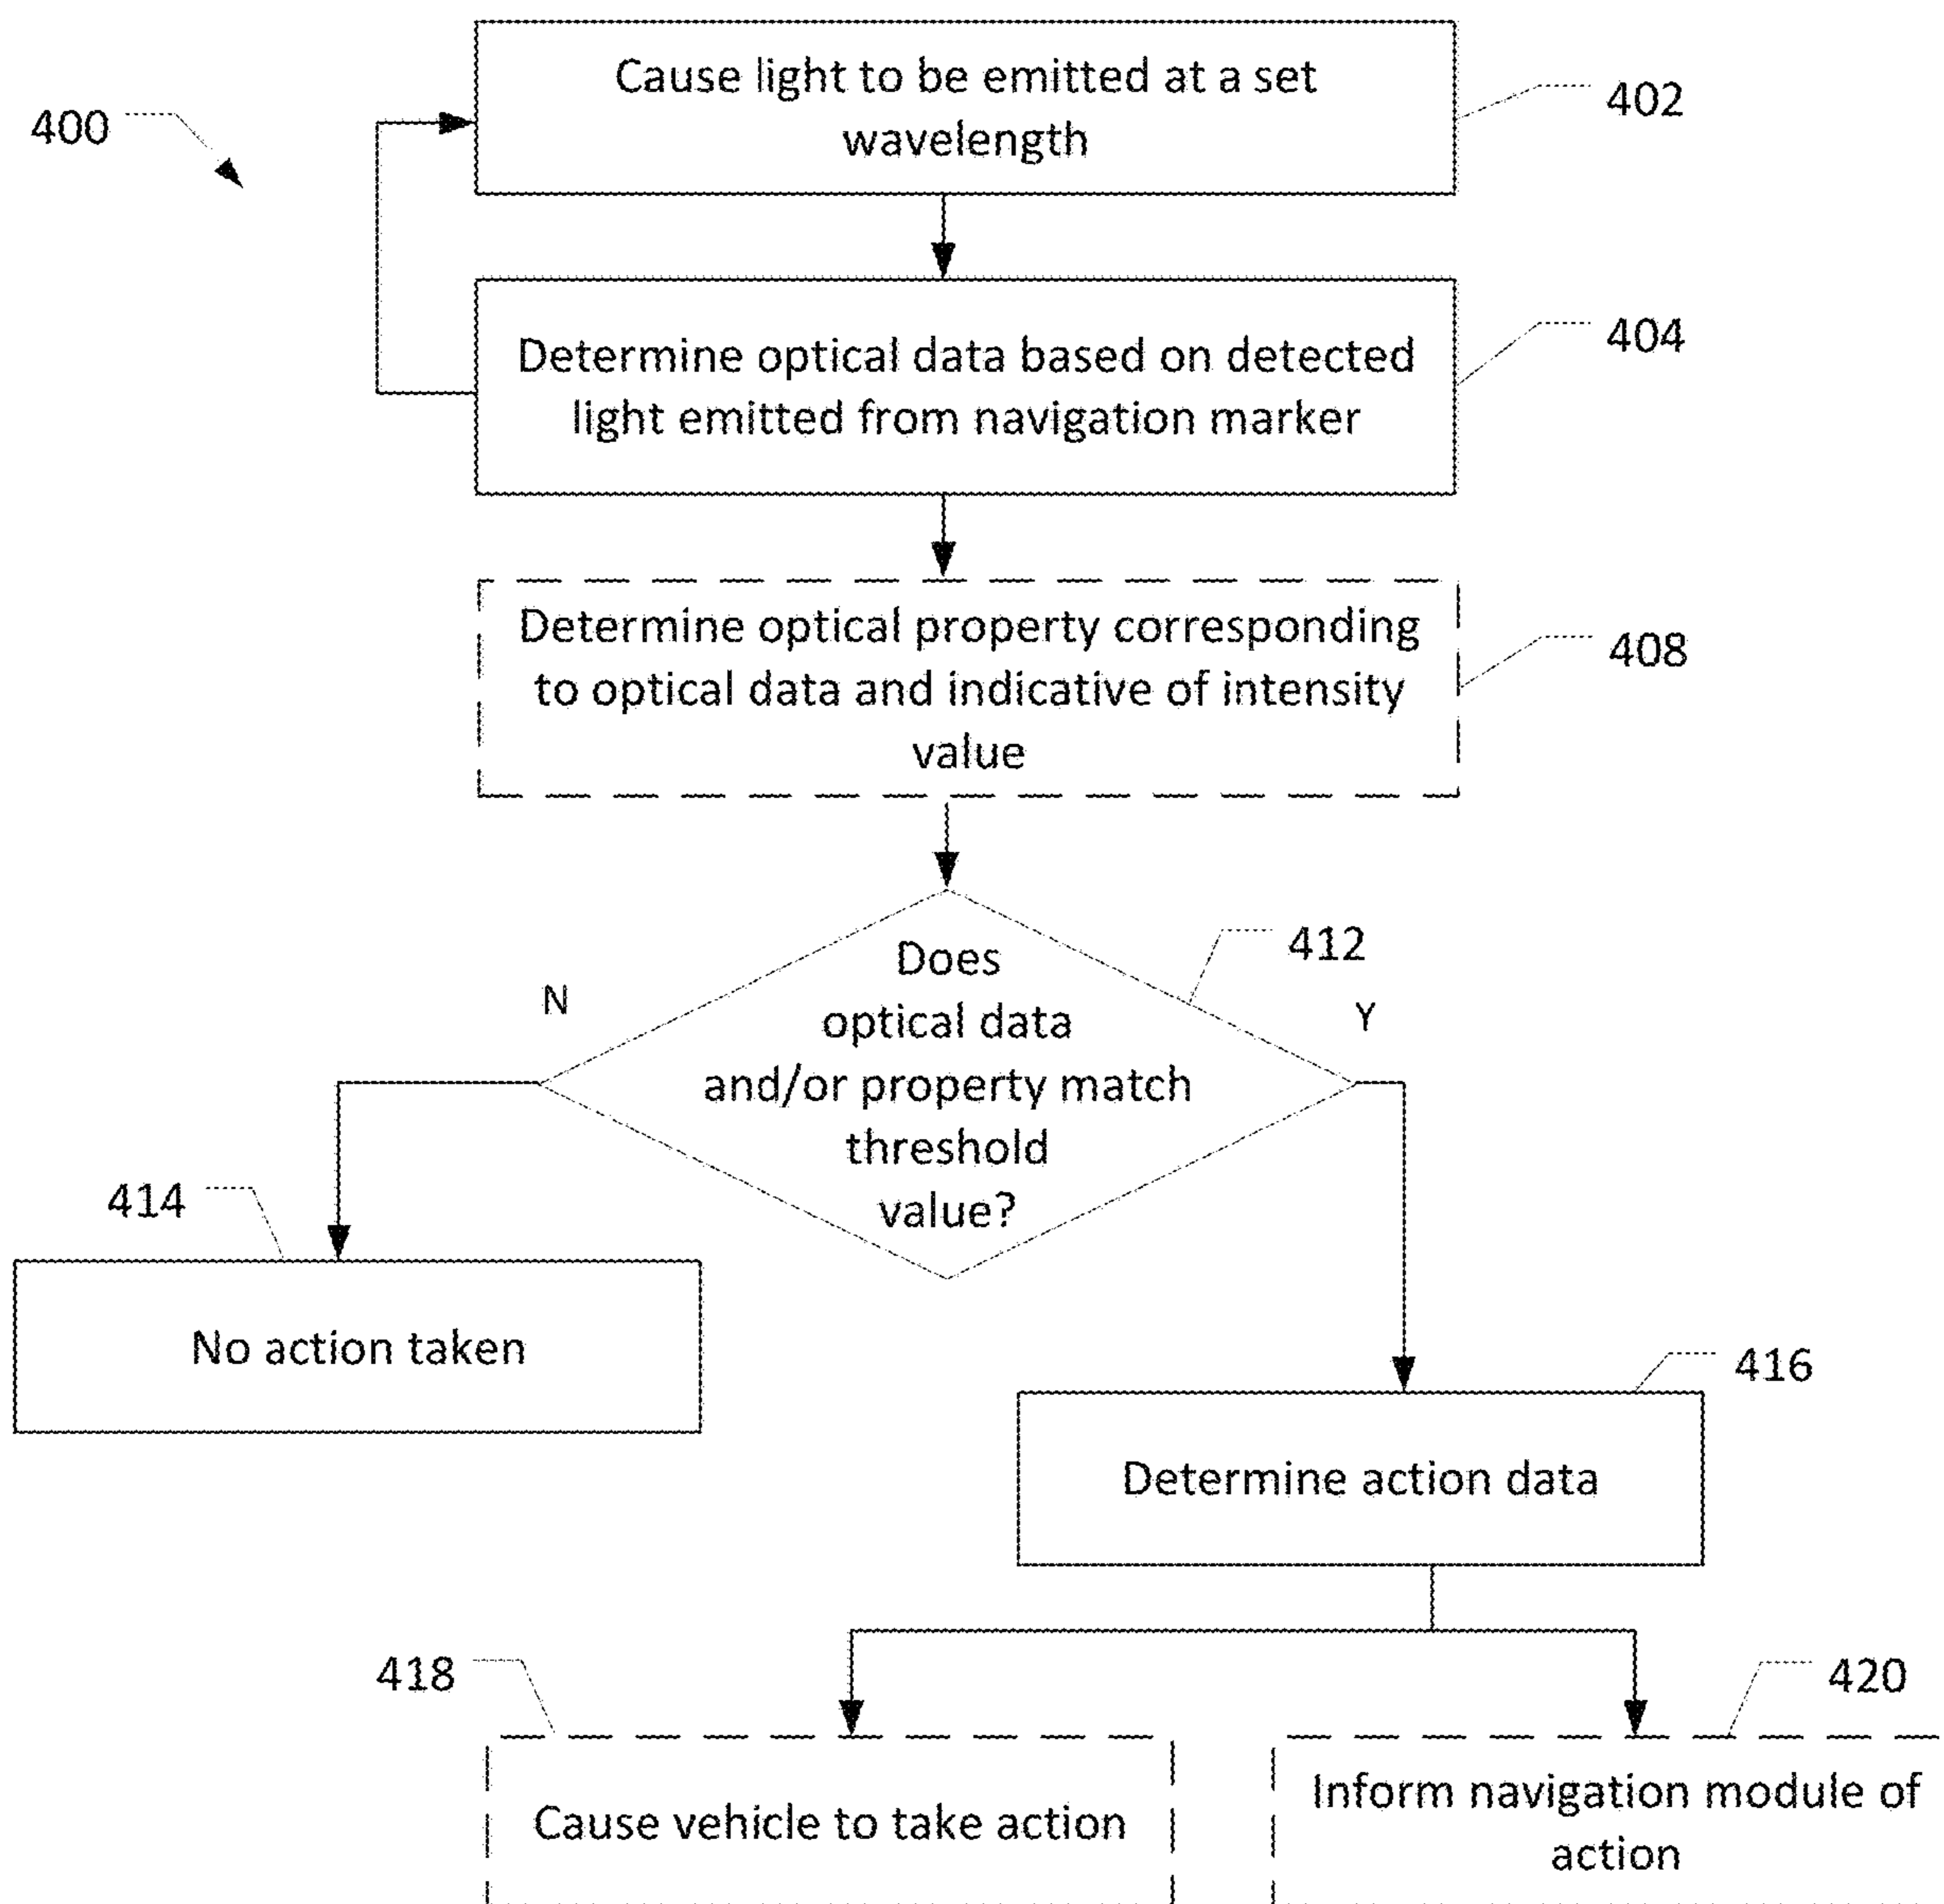 400
Cause light to be emitted at a set
wavelength
402
Determine optical data based on detected
light emitted from navigation marker
404
Determine optical property corresponding
to optical data and indicative of intensity
value
408
Does
optical data
and/or property match
threshold
value?
412
N
Y
414
No action taken
416
Determine action data
418
Cause vehicle to take action
420
Inform navigation module of
action